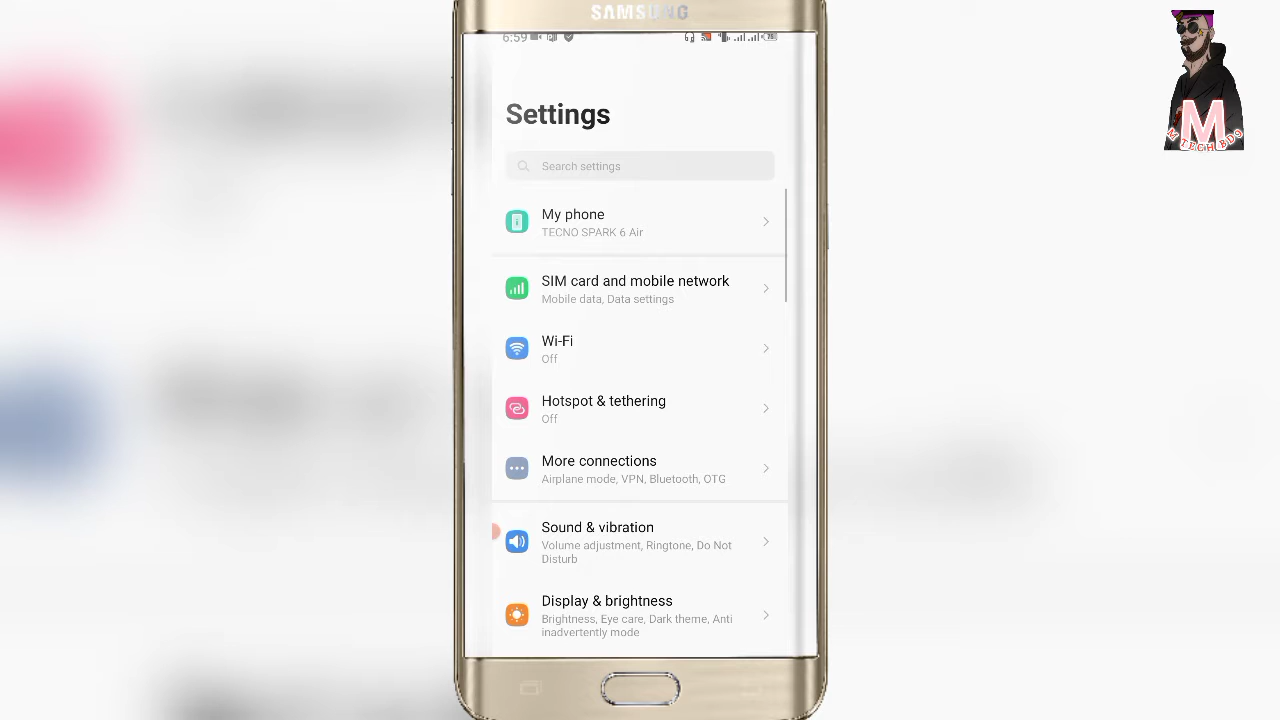 SAMSUNG
6:59
Settings
Search settings
My phone
TECNO SPARK 6 Air
SIM card and mobile network
Mobile data, Data settings
Wi-Fi
Off
Hotspot & tethering
Off
More connections
Airplane mode, VPN, Bluetooth, OTG
Sound & vibration
Volume adjustment, Ringtone, Do Not
Disturb
Display & brightness
Brightness, Eye care, Dark theme, Anti
inadvertently mode
M
M TECH BD9